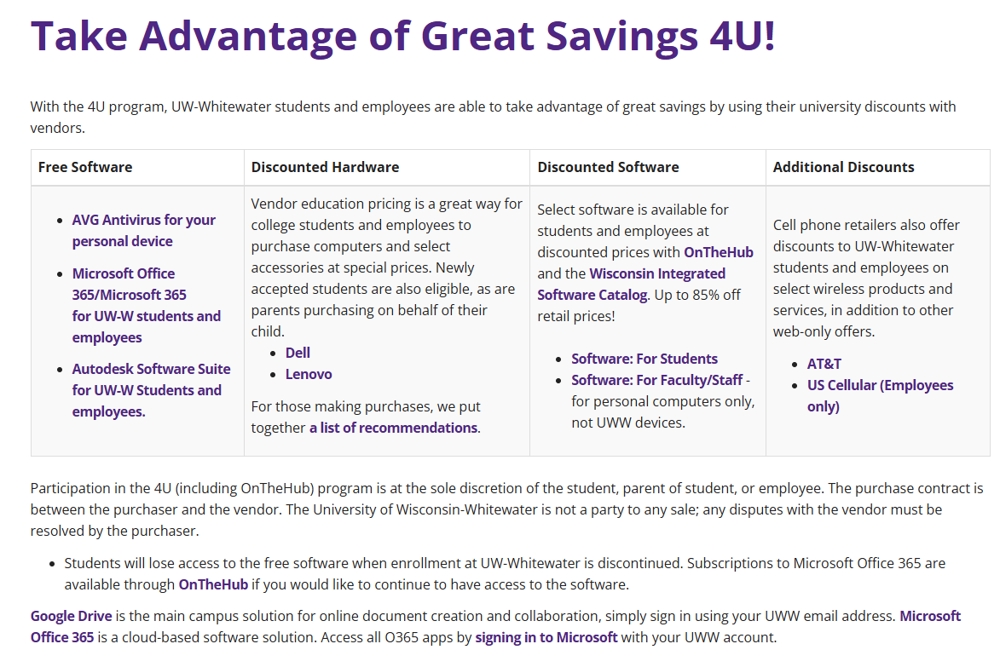 Take Advantage of Great Savings 4U!
With the 4U program, UW-Whitewater students and employees are able to take advantage of great savings by using their university discounts with
vendors.
Free Software
Discounted Hardware
Discounted Software
Additional Discounts
AVG Antivirus for your
personal device
Microsoft Office
365/Microsoft 365
for UW-W students and
employees
Autodesk Software Suite
for UW-W Students and
employees.
Vendor education pricing is a great way for
college students and employees to
purchase computers and select
accessories at special prices. Newly
accepted students are also eligible, as are
parents purchasing on behalf of their
child.
Dell
Lenovo
For those making purchases, we put
together a list of recommendations.
Select software is available for
students and employees at
discounted prices with OnTheHub
and the Wisconsin Integrated
Software Catalog. Up to 85% off
retail prices!
Software: For Students
Software: For Faculty/Staff -
for personal computers only,
not UWW devices.
Cell phone retailers also offer
discounts to UW-Whitewater
students and employees on
select wireless products and
services, in addition to other
web-only offers.
AT&T
US Cellular (Employees
only)
Participation in the 4U (including OnTheHub) program is at the sole discretion of the student, parent of student, or employee. The purchase contract is
between the purchaser and the vendor. The University of Wisconsin-Whitewater is not a party to any sale; any disputes with the vendor must be
resolved by the purchaser.
Students will lose access to the free software when enrollment at UW-Whitewater is discontinued. Subscriptions to Microsoft Office 365 are
available through OnTheHub if you would like to continue to have access to the software.
Google Drive is the main campus solution for online document creation and collaboration, simply sign in using your UWW email address. Microsoft
Office 365 is a cloud-based software solution. Access all O365 apps by signing in to Microsoft with your UWW account.